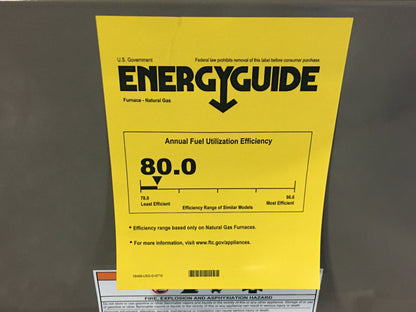 U.S. Government Federal law prohibits removal of this label before consumer purchase.
ENERGYGUIDE
Furnace - Natural Gas
Annual Fuel Utilization Efficiency
80.0
78.0 96.6
Least Efficient Efficiency Range of Similar Models Most Efficient
• Efficiency range based only on Natural Gas Furnaces.
• For more information, visit www.ftc.gov/appliances.
FIRE, EXPLOSION AND ASPHYXIATION HAZARD